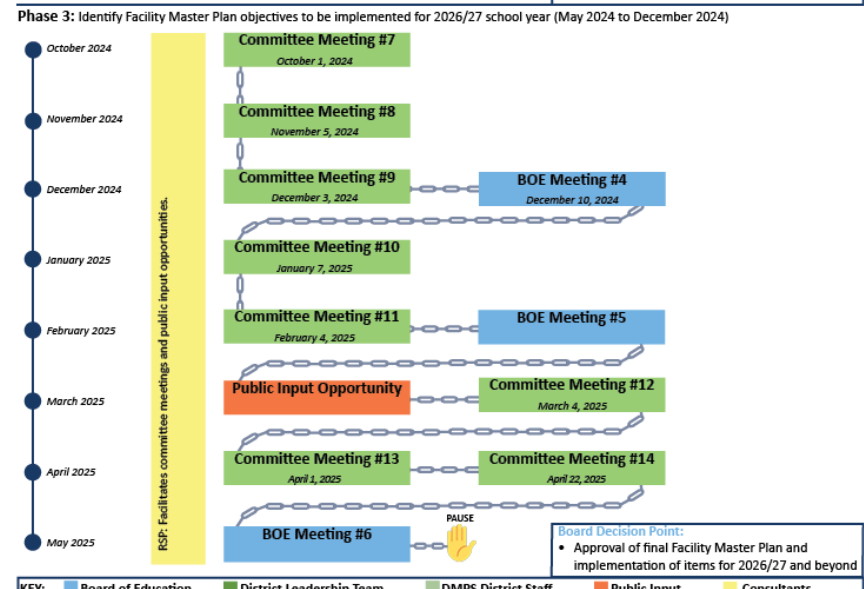 Phase 3: Identify Facility Master Plan objectives to be implemented for 2026/27 school year (May 2024 to December 2024)
October 2024
Committee Meeting #7
October 1, 2024
November 2024
Committee Meeting #8
November 5, 2024
December 2024
Committee Meeting #9
December 3, 2024
BOE Meeting #4
December 10, 2024
January 2025
Committee Meeting #10
January 7, 2025
February 2025
Committee Meeting #11
February 4, 2025
BOE Meeting #5
March 2025
Public Input Opportunity
Committee Meeting #12
March 4, 2025
April 2025
Committee Meeting #13
April 1, 2025
Committee Meeting #14
April 22, 2025
May 2025
BOE Meeting #6
PAUSE
RSP: Facilitates committee meetings and public input opportunities.
Board Decision Point:
• Approval of final Facility Master Plan and
implementation of items for 2026/27 and beyond
KEY: Board of Education District Leadership Team DMPS District Staff Public Input Consultants